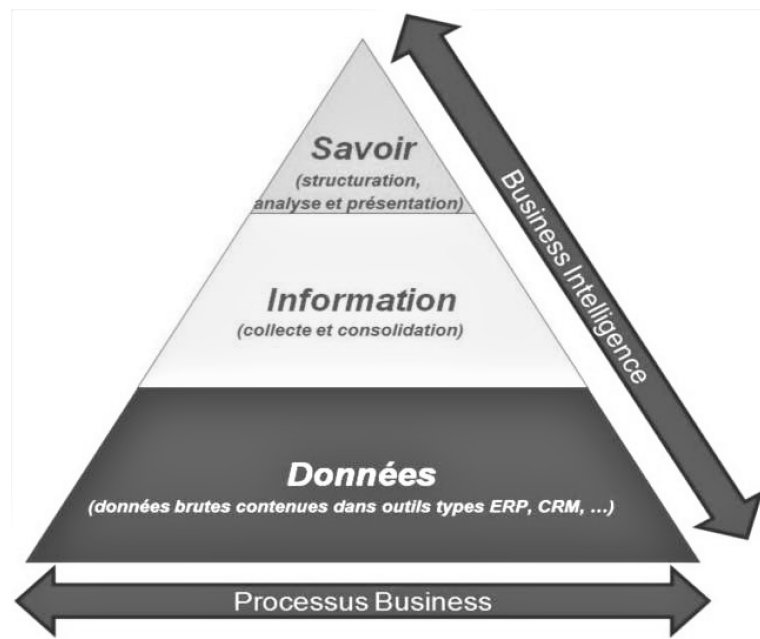 Savoir
(structuration,
analyse et présentation)
Information
(collecte et consolidation)
Données
(données brutes contenues dans outils types ERP, CRM, ...)
Business Intelligence
Processus Business